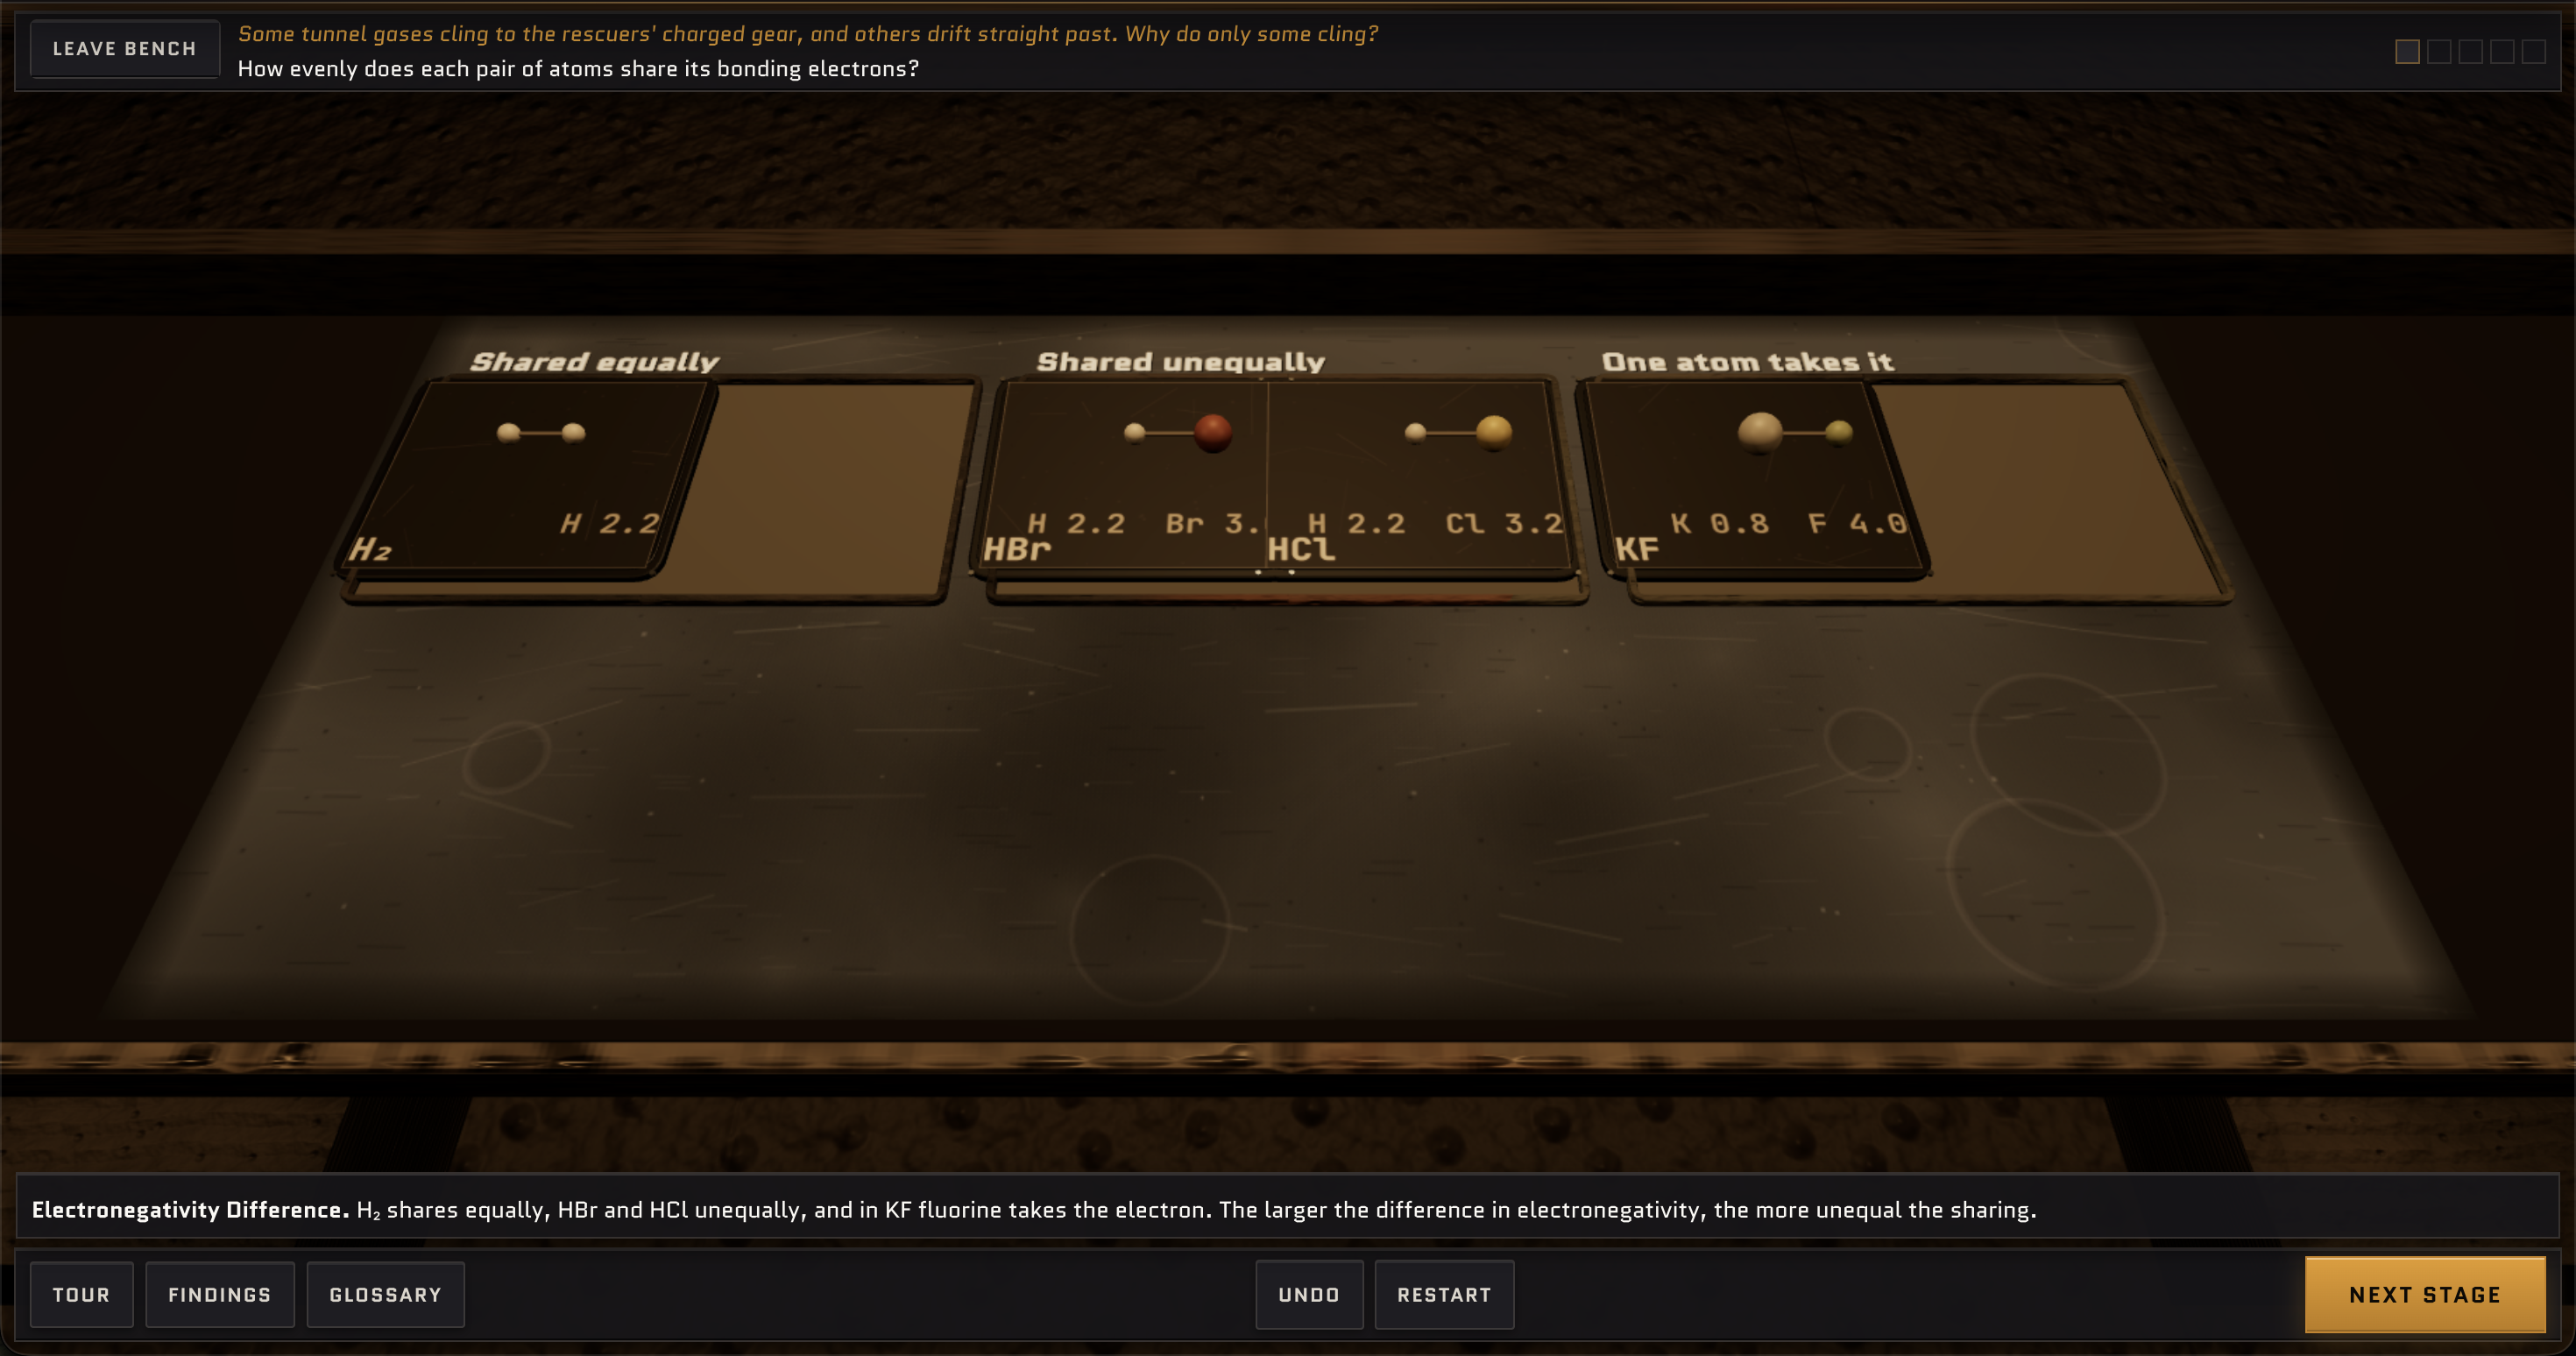 LEAVE BENCH
Some tunnel gases cling to the rescuers' charged gear, and others drift straight past. Why do only some cling?
How evenly does each pair of atoms share its bonding electrons?
Shared equally
Shared unequally
One atom takes it
H 2.2
H₂
H 2.2 Br 3.
HBr
H 2.2 Cl 3.2
HCl
K 0.8 F 4.0
KF
Electronegativity Difference. H₂ shares equally, HBr and HCl unequally, and in KF fluorine takes the electron. The larger the difference in electronegativity, the more unequal the sharing.
TOUR
FINDINGS
GLOSSARY
UNDO
RESTART
NEXT STAGE